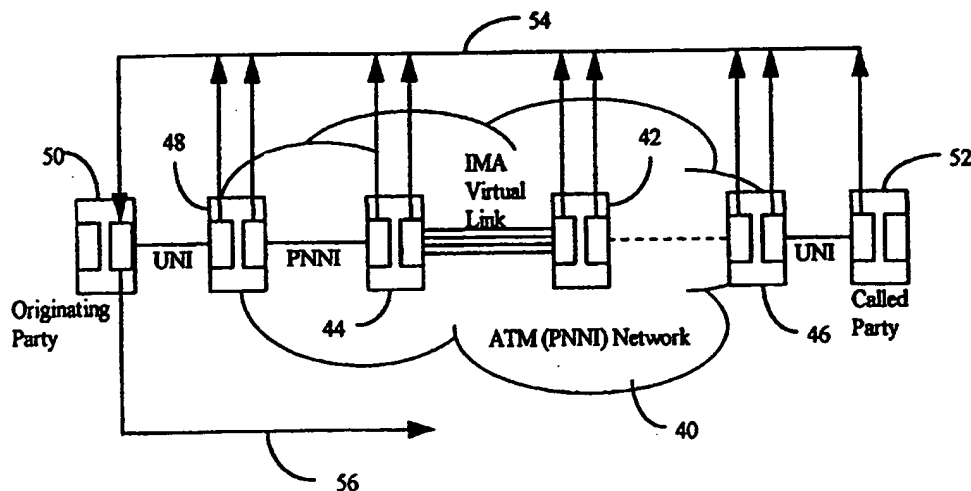 54
50
48
42
52
IMA
Virtual
Link
UNI
PNNI
UNI
Originating
Party
44
46
Called
Party
ATM (PNNI) Network
40
56